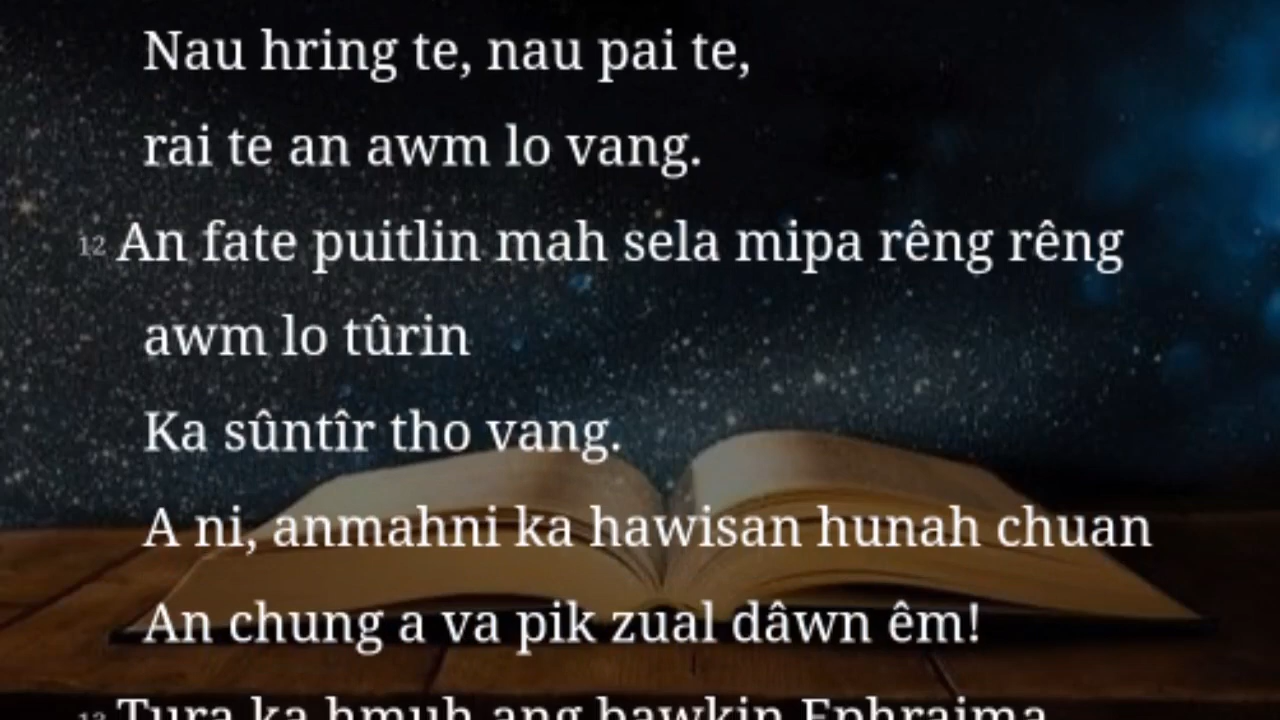 Nau hring te, nau pai te,
rai te an awm lo vang.
12 An fate puitlin mah sela mipa rêng rêng
awm lo tûrin
Ka sûntîr tho vang.
A ni, anmahni ka hawisan hunah chuan
An chung a va pik zual dâwn êm!
13 Tura ka hmuh ang bawkin Ephraima